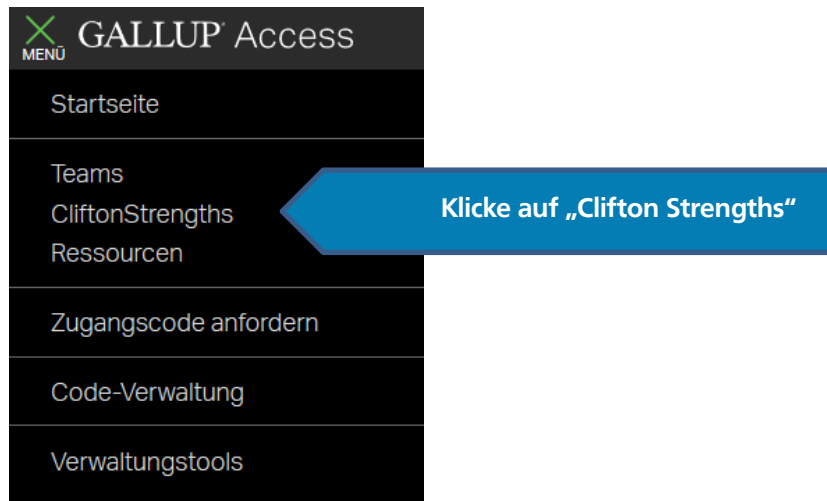 GALLUP® Access
MENÜ
Startseite
Teams
CliftonStrengths
Ressourcen
Klicke auf „Clifton Strengths“
Zugangscode anfordern
Code-Verwaltung
Verwaltungstools